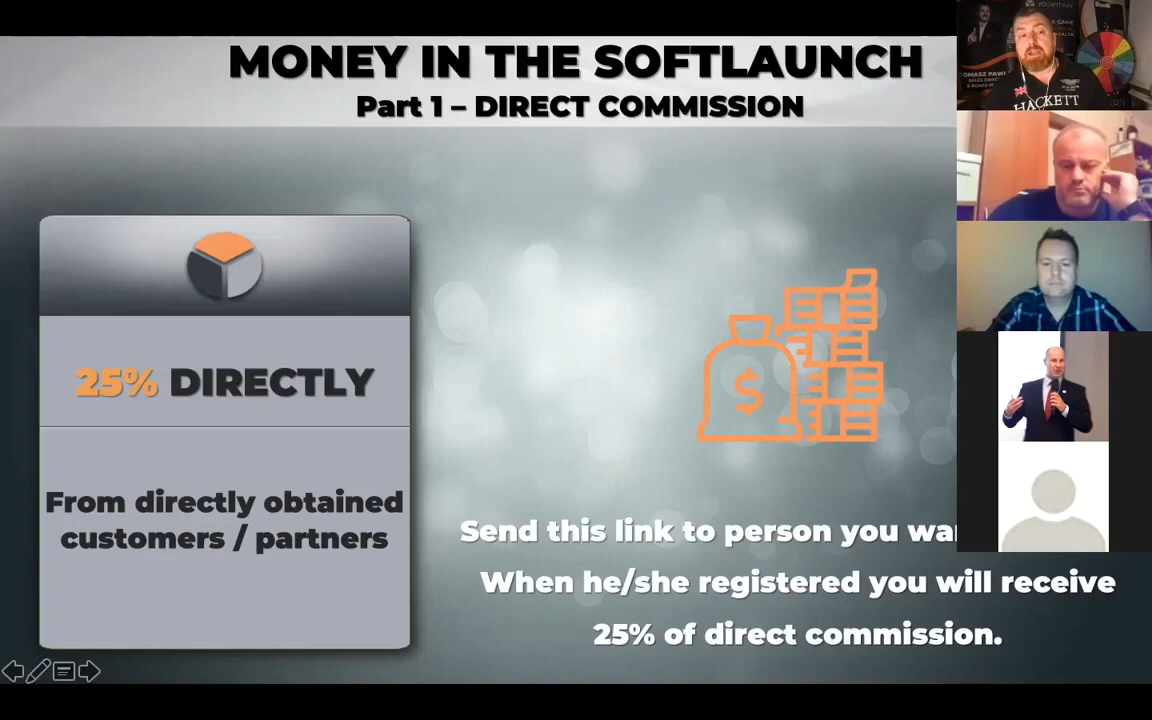 MONEY IN THE SOFTLAUNCH
Part 1 – DIRECT COMMISSION
25% DIRECTLY
From directly obtained
customers / partners
Send this link to person you
When he/she registered you will receive
25% of direct commission.
HACKETT